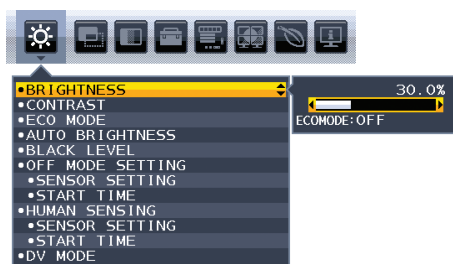 •BRIGHTNESS
30.0%
•CONTRAST
ECOMODE:OFF
•ECO MODE
•AUTO BRIGHTNESS
•BLACK LEVEL
•OFF MODE SETTING
•SENSOR SETTING
•START TIME
•HUMAN SENSING
•SENSOR SETTING
•START TIME
•DV MODE